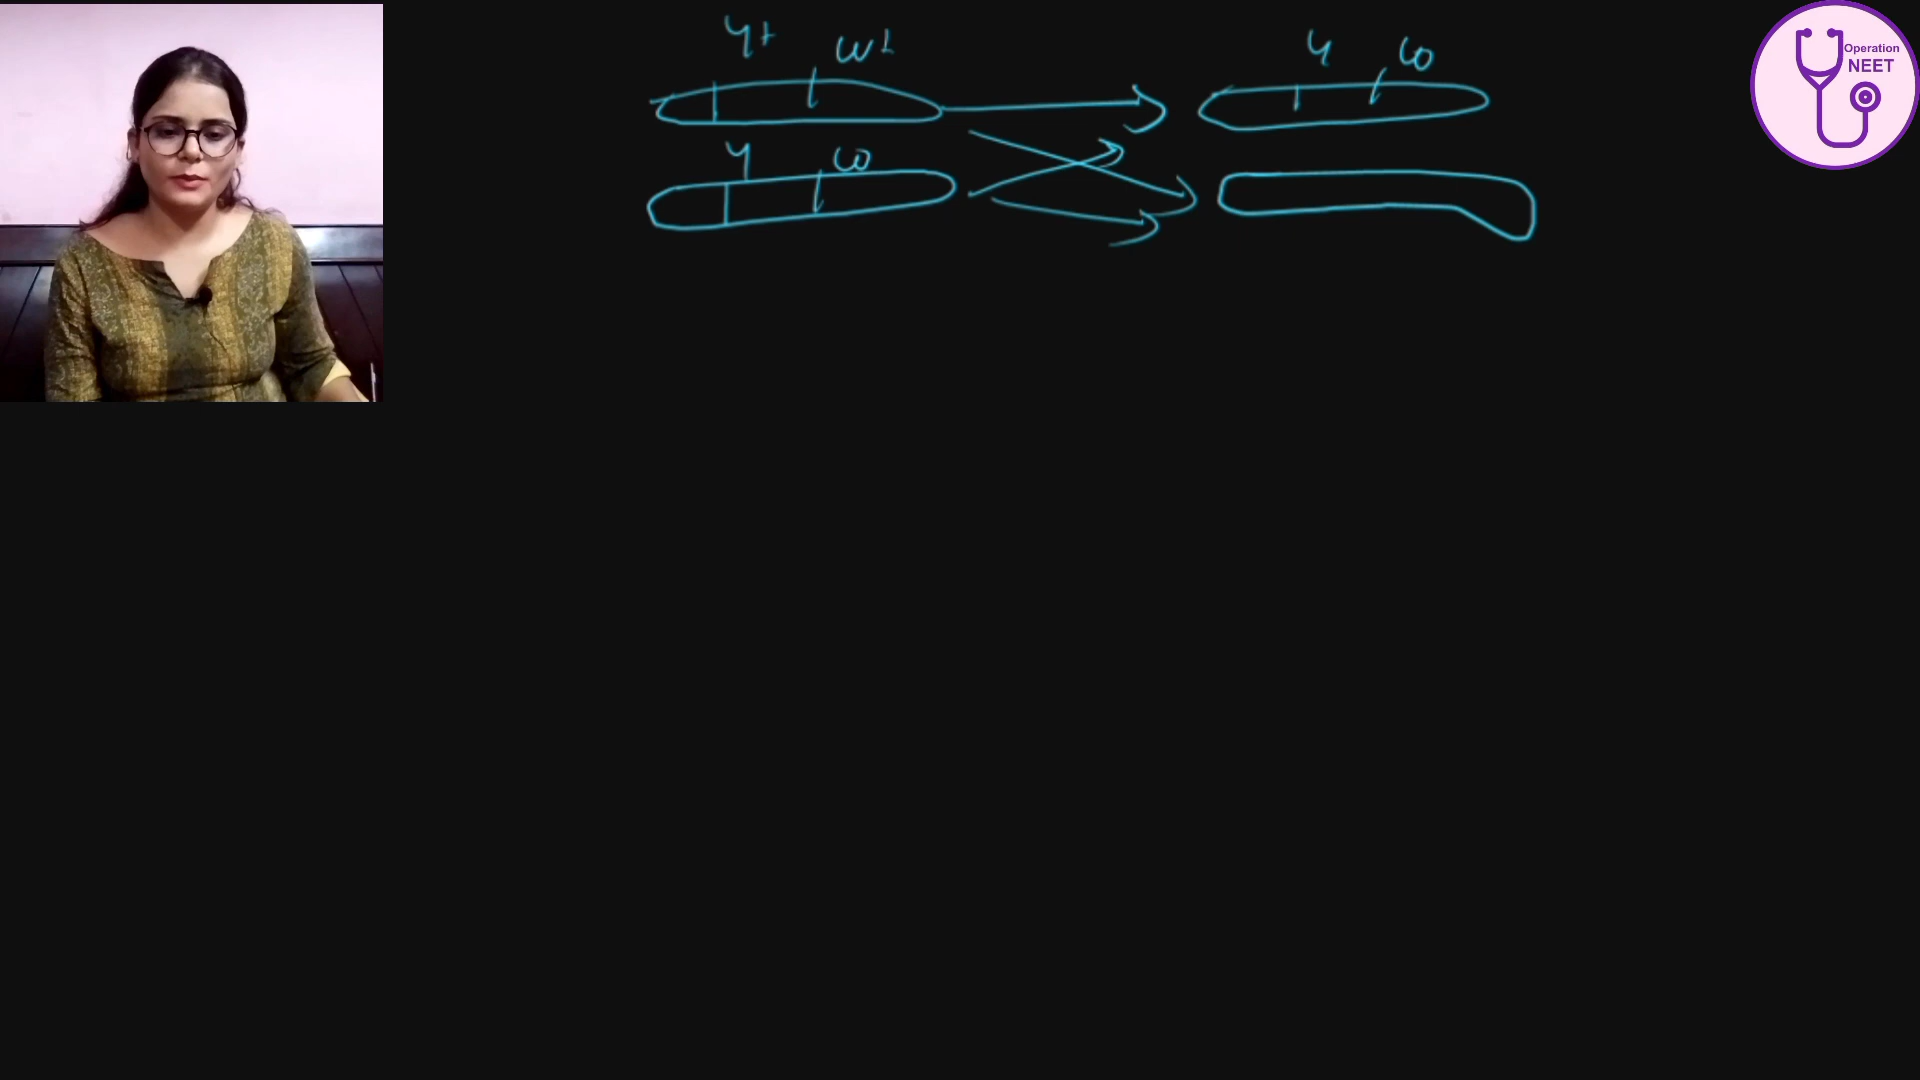 y+ w+
y w
y w
Operation
NEET